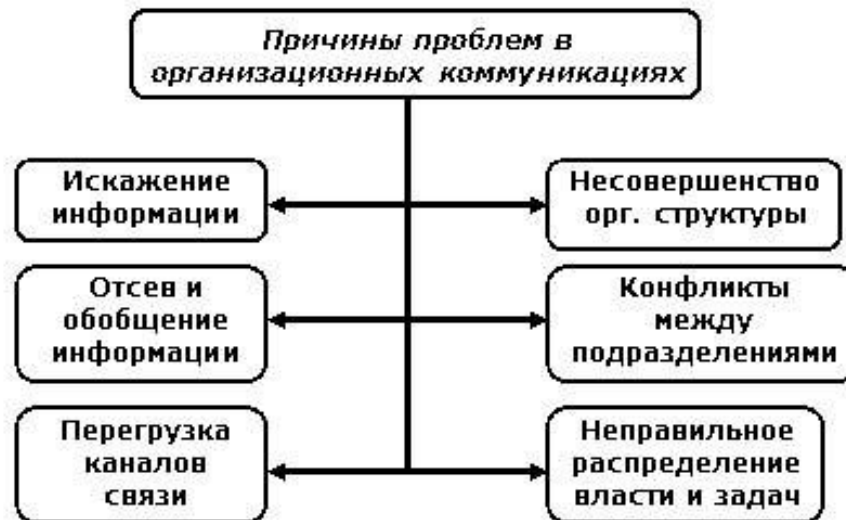 Причины проблем в
организационных коммуникациях
Искажение
информации
Несовершенство
орг. структуры
Отсев и
обобщение
информации
Конфликты
между
подразделениями
Перегрузка
каналов
связи
Неправильное
распределение
власти и задач